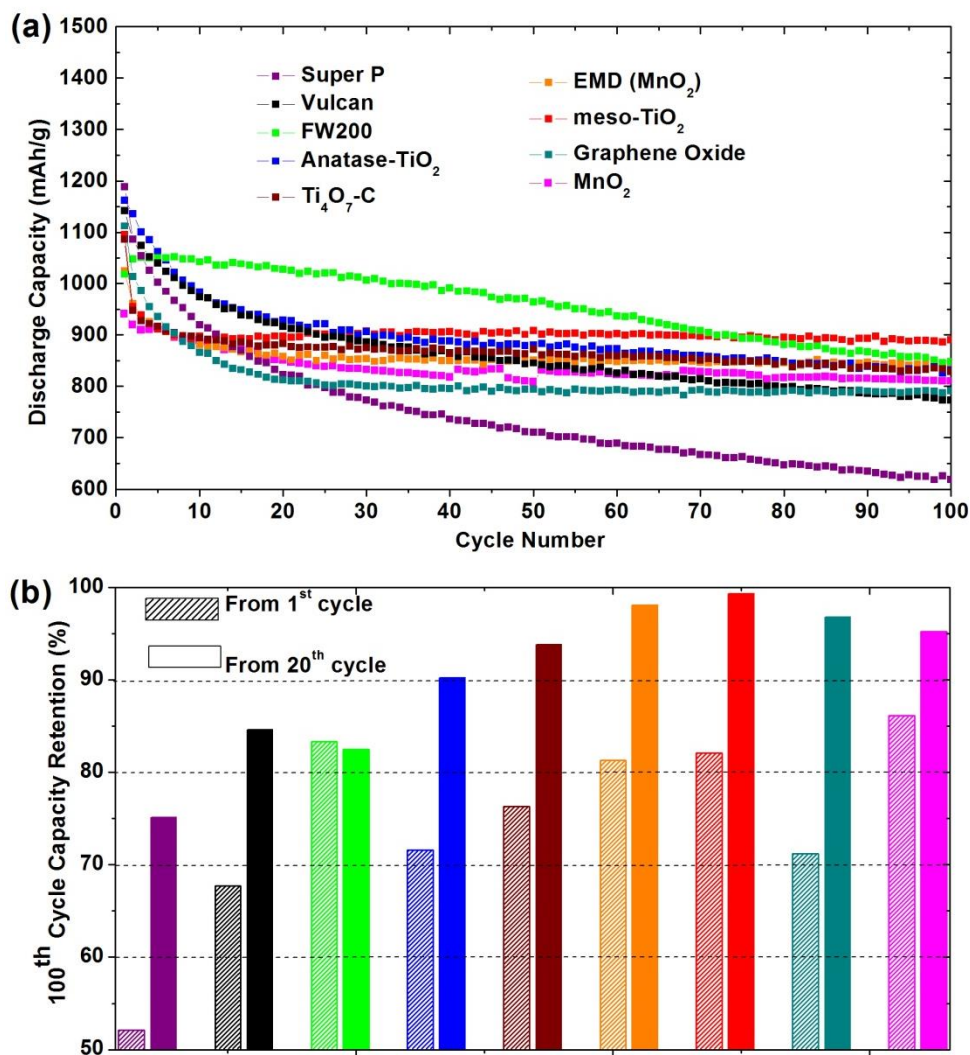 (a)
1500
1400
1300
1200
1100
1000
900
800
700
600
Discharge Capacity (mAh/g)
Super P
Vulcan
FW200
Anatase-TiO₂
Ti₄O₇-C
EMD (MnO₂)
meso-TiO₂
Graphene Oxide
MnO₂
0 10 20 30 40 50 60 70 80 90 100
Cycle Number
(b)
100
90
80
70
60
50
100ᵗʰ Cycle Capacity Retention (%)
From 1ˢᵗ cycle
From 20ᵗʰ cycle